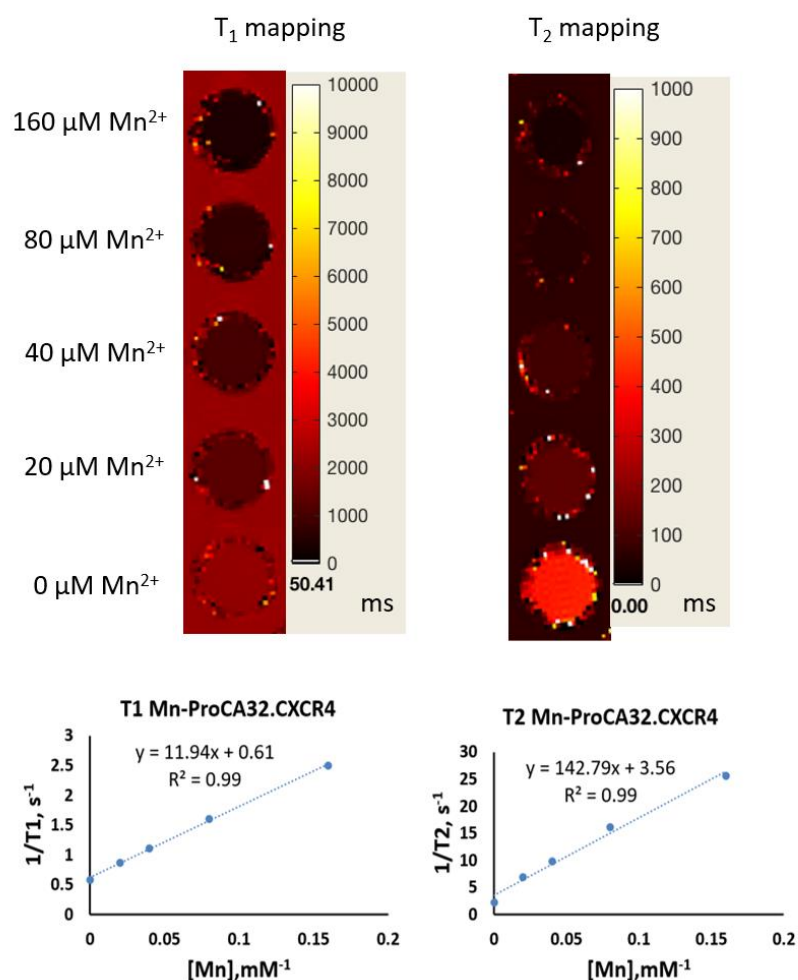 T₁ mapping
T₂ mapping
160 µM Mn²⁺
80 µM Mn²⁺
40 µM Mn²⁺
20 µM Mn²⁺
0 µM Mn²⁺
10000
9000
8000
7000
6000
5000
4000
3000
2000
1000
0
50.41
ms
1000
900
800
700
600
500
400
300
200
100
0
0.00
ms
T1 Mn-ProCA32.CXCR4
y = 11.94x + 0.61
R² = 0.99
1/T1, s⁻¹
3
2.5
2
1.5
1
0.5
0
0 0.05 0.1 0.15 0.2
[Mn],mM⁻¹
T2 Mn-ProCA32.CXCR4
y = 142.79x + 3.56
R² = 0.99
1/T2, s⁻¹
30
25
20
15
10
5
0
0 0.05 0.1 0.15 0.2
[Mn],mM⁻¹